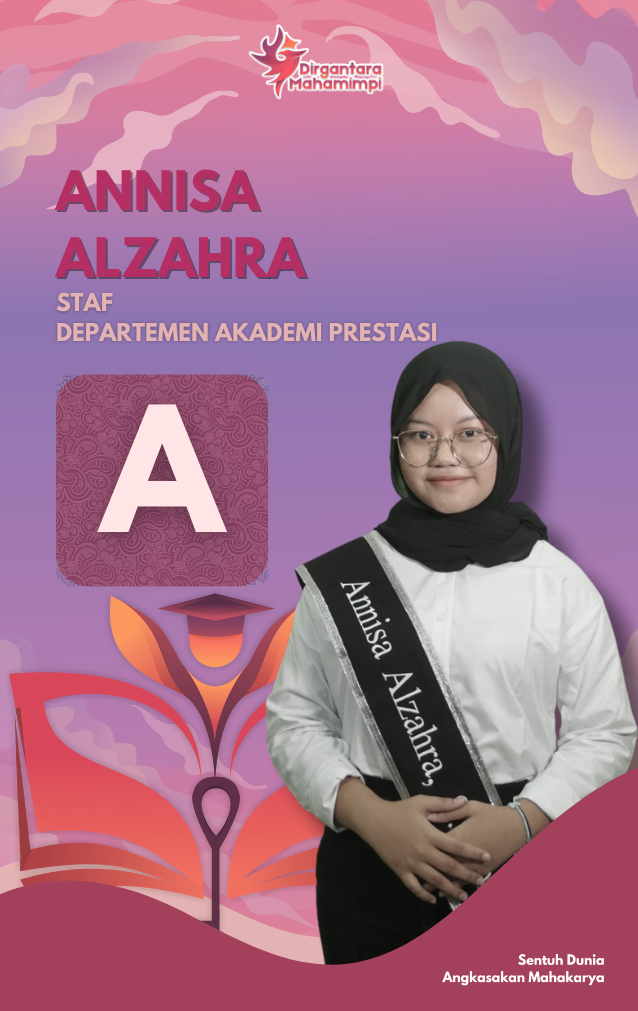 Dirgantara
Mahamimpi
ANNISA
ALZAHRA
STAF
DEPARTEMEN AKADEMI PRESTASI
A
Annisa Alzahra,
Sentuh Dunia
Angkasakan Mahakarya